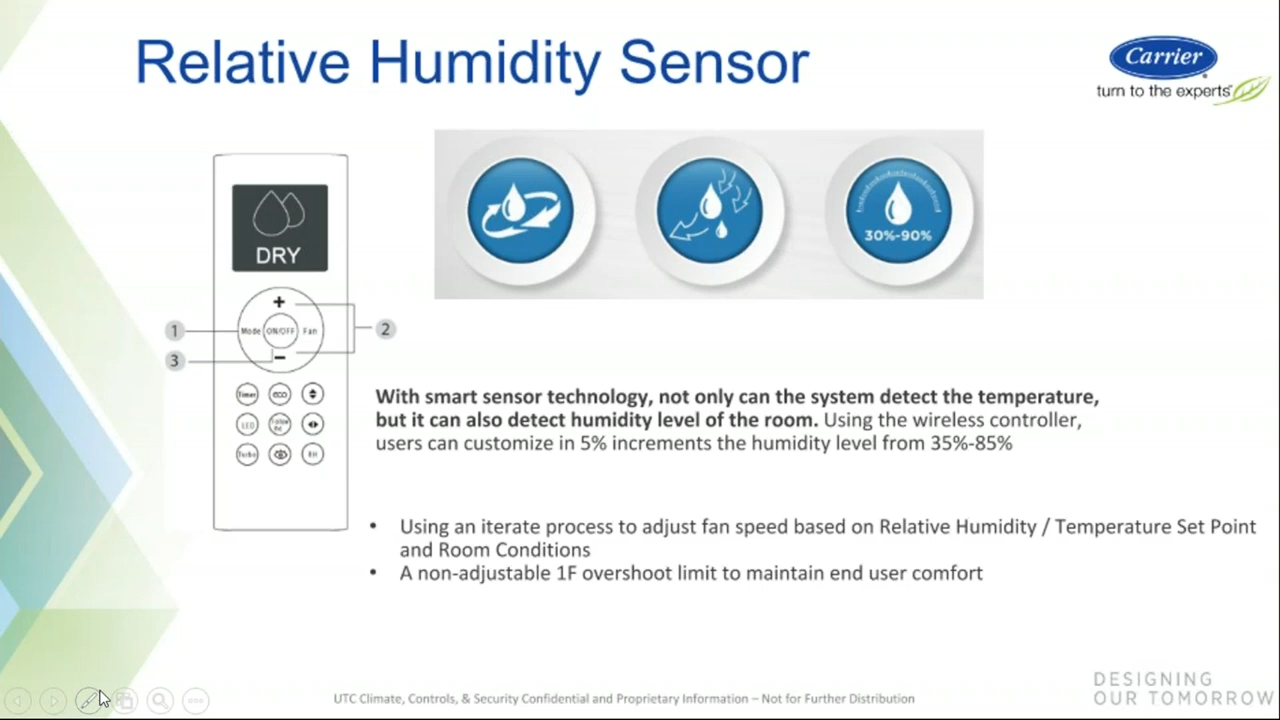 Relative Humidity Sensor
Carrier
turn to the experts
DRY
+
1
Mode
ON/OFF
Fan
2
3
−
Timer
LED
Follow
Turbo
30%-90%
With smart sensor technology, not only can the system detect the temperature,
but it can also detect humidity level of the room. Using the wireless controller,
users can customize in 5% increments the humidity level from 35%-85%
• Using an iterate process to adjust fan speed based on Relative Humidity / Temperature Set Point
and Room Conditions
• A non-adjustable 1F overshoot limit to maintain end user comfort
UTC Climate, Controls, & Security Confidential and Proprietary Information – Not for Further Distribution
DESIGNING
OUR TOMORROW